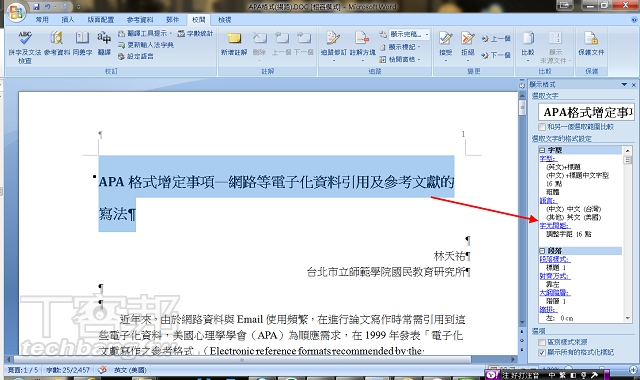 APA格式(增修).DOC [相容模式] - Microsoft Word
常用 插入 版面配置 參考資料 郵件 校閱 檢視
拼字及文法檢查 參考資料 同義字 翻譯 翻譯工具提示 更新輸入法字典 設定語言 字數統計
新增註解 刪除 上一個 下一個
追蹤修訂 註解方塊 顯示完稿... 顯示標記 檢閱窗格
接受 拒絕 上一個 下一個
比較 顯示來源文件 保護文件
校訂 註解 追蹤 變更 比較 保護
1
APA 格式增定事項—網路等電子化資料引用及參考文獻的
寫法¶
¶
林天祐¶
台北市立師範學院國民教育研究所¶
¶
¶
近年來，由於網路資料與 Email 使用頻繁，在進行論文寫作時常需引用到這
些電子化資料，美國心理學學會（APA）為順應需求，在 1999 年發表「電子化
文獻寫作之參考格式」（Electronic reference formats recommended by the
顯示格式
選取文字
APA格式增定事項
和另一個選取範圍比較
選取文字的格式設定
字型
字型:
(英文)+標題
(中文) +標題中文字型
16 點
粗體
語言:
(中文) 中文 (台灣)
(其他) 英文 (美國)
字元間距:
調整字距 16 點
段落
段落樣式:
標題 1
對齊方式:
靠左
大綱階層:
階層 1
縮排:
左: 0 cm
選項
區別樣式來源
顯示所有的格式化標記
頁面: 1 / 5 字數: 25/2,457 英文 (美國)
T客邦
techbang